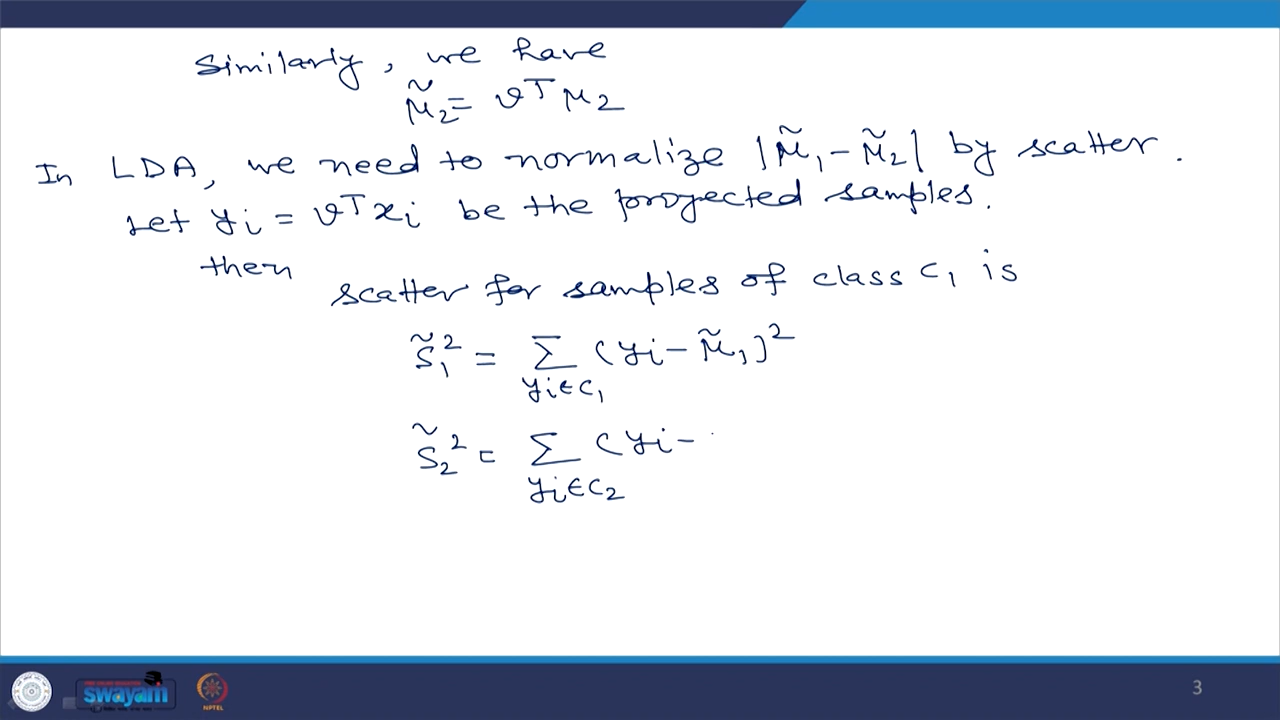 Similarly, we have
μ̃₂ = vᵀμ₂
In LDA, we need to normalize |μ̃₁ - μ̃₂| by scatter.
Let yi = vᵀxi be the projected samples.
then
scatter for samples of class C₁ is
S̃₁² = Σ (yi - μ̃₁)²
yi∈C₁
S̃₂² = Σ (yi -
yi∈C₂
swayam
NPTEL
3